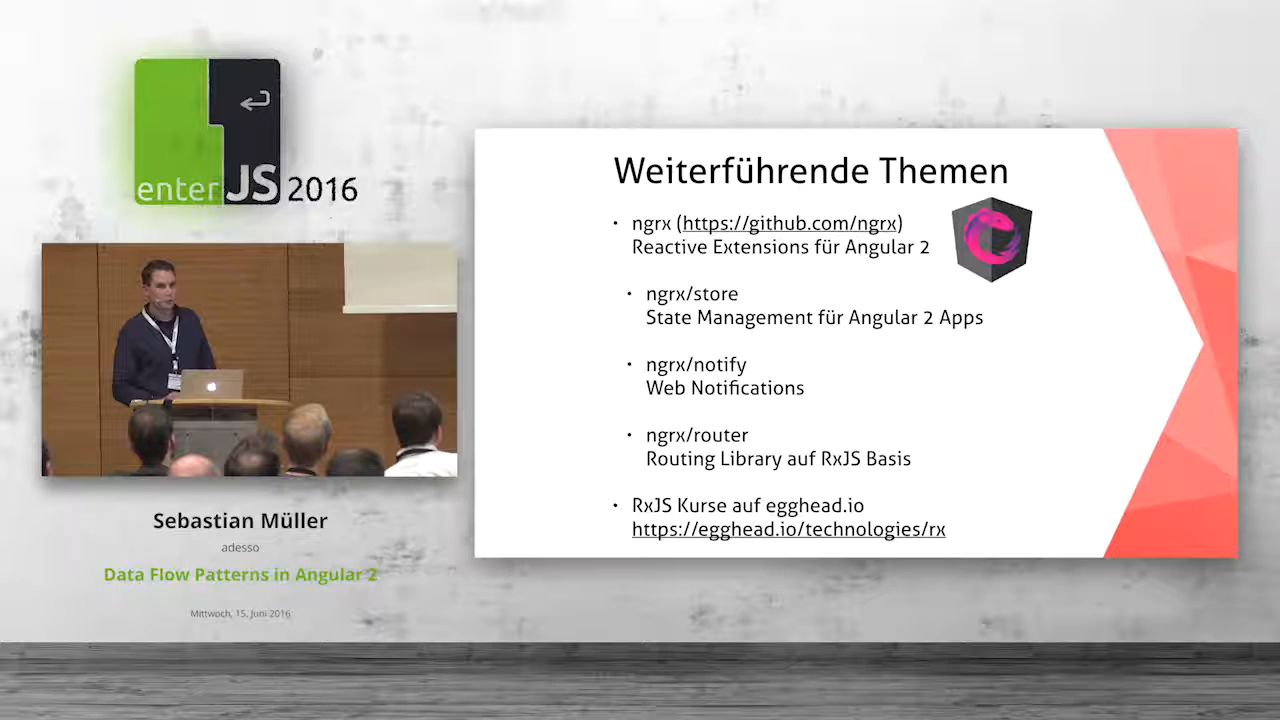 enterJS 2016
Sebastian Müller
adesso
Data Flow Patterns in Angular 2
Mittwoch, 15. Juni 2016
Weiterführende Themen
• ngrx (https://github.com/ngrx)
Reactive Extensions für Angular 2
• ngrx/store
State Management für Angular 2 Apps
• ngrx/notify
Web Notifications
• ngrx/router
Routing Library auf RxJS Basis
• RxJS Kurse auf egghead.io
https://egghead.io/technologies/rx